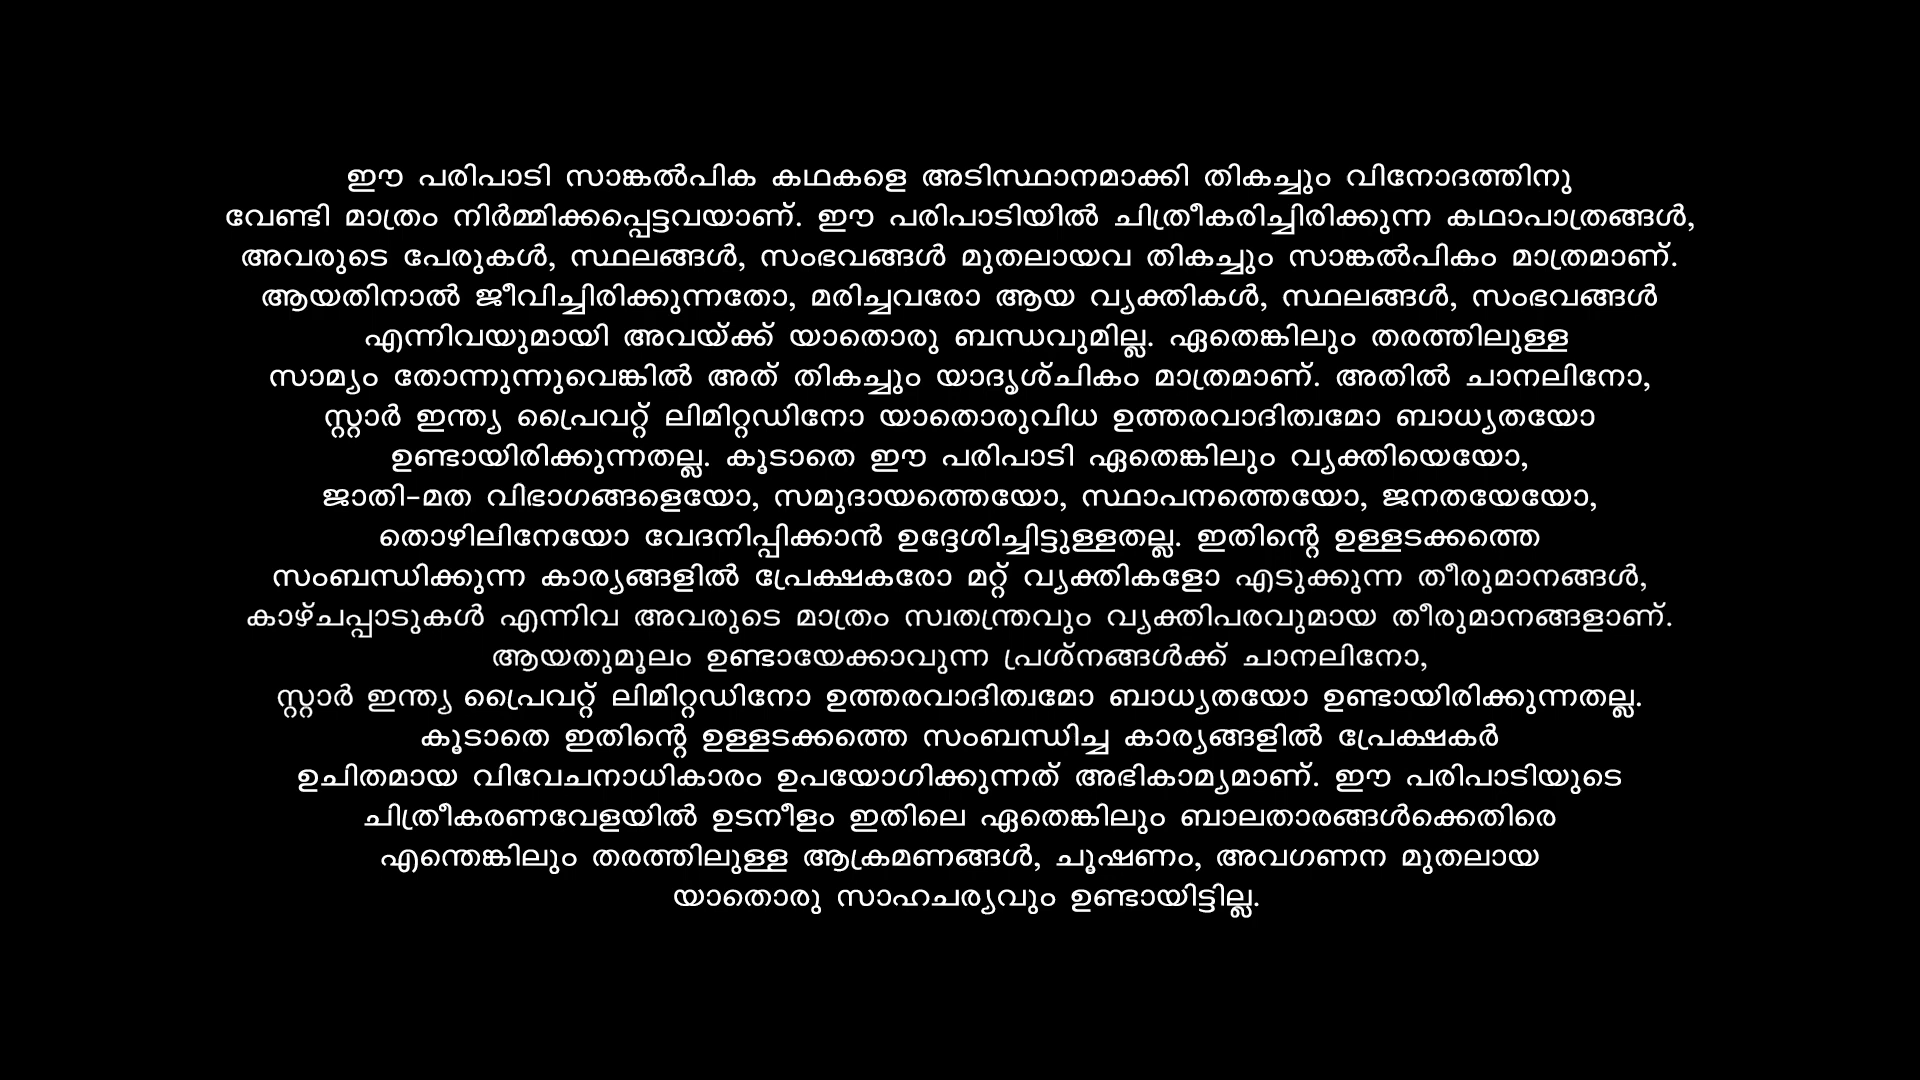 ഈ പരിപാടി സാങ്കൽപിക കഥകളെ അടിസ്ഥാനമാക്കി തികച്ചും വിനോദത്തിനു
വേണ്ടി മാത്രം നിർമ്മിക്കപ്പെട്ടവയാണ്. ഈ പരിപാടിയിൽ ചിത്രീകരിച്ചിരിക്കുന്ന കഥാപാത്രങ്ങൾ,
അവരുടെ പേരുകൾ, സ്ഥലങ്ങൾ, സംഭവങ്ങൾ മുതലായവ തികച്ചും സാങ്കൽപികം മാത്രമാണ്.
ആയതിനാൽ ജീവിച്ചിരിക്കുന്നതോ, മരിച്ചവരോ ആയ വ്യക്തികൾ, സ്ഥലങ്ങൾ, സംഭവങ്ങൾ
എന്നിവയുമായി അവയ്ക്ക് യാതൊരു ബന്ധവുമില്ല. ഏതെങ്കിലും തരത്തിലുള്ള
സാമ്യം തോന്നുന്നുവെങ്കിൽ അത് തികച്ചും യാദൃശ്ചികം മാത്രമാണ്. അതിൽ ചാനലിനോ,
സ്റ്റാർ ഇന്ത്യ പ്രൈവറ്റ് ലിമിറ്റഡിനോ യാതൊരുവിധ ഉത്തരവാദിത്വമോ ബാധ്യതയോ
ഉണ്ടായിരിക്കുന്നതല്ല. കൂടാതെ ഈ പരിപാടി ഏതെങ്കിലും വ്യക്തിയെയോ,
ജാതി-മത വിഭാഗങ്ങളെയോ, സമുദായത്തെയോ, സ്ഥാപനത്തെയോ, ജനതയേയോ,
തൊഴിലിനേയോ വേദനിപ്പിക്കാൻ ഉദ്ദേശിച്ചിട്ടുള്ളതല്ല. ഇതിന്റെ ഉള്ളടക്കത്തെ
സംബന്ധിക്കുന്ന കാര്യങ്ങളിൽ പ്രേക്ഷകരോ മറ്റ് വ്യക്തികളോ എടുക്കുന്ന തീരുമാനങ്ങൾ,
കാഴ്ചപ്പാടുകൾ എന്നിവ അവരുടെ മാത്രം സ്വതന്ത്രവും വ്യക്തിപരവുമായ തീരുമാനങ്ങളാണ്.
ആയതുമൂലം ഉണ്ടായേക്കാവുന്ന പ്രശ്നങ്ങൾക്ക് ചാനലിനോ,
സ്റ്റാർ ഇന്ത്യ പ്രൈവറ്റ് ലിമിറ്റഡിനോ ഉത്തരവാദിത്വമോ ബാധ്യതയോ ഉണ്ടായിരിക്കുന്നതല്ല.
കൂടാതെ ഇതിന്റെ ഉള്ളടക്കത്തെ സംബന്ധിച്ച കാര്യങ്ങളിൽ പ്രേക്ഷകർ
ഉചിതമായ വിവേചനാധികാരം ഉപയോഗിക്കുന്നത് അഭികാമ്യമാണ്. ഈ പരിപാടിയുടെ
ചിത്രീകരണവേളയിൽ ഉടനീളം ഇതിലെ ഏതെങ്കിലും ബാലതാരങ്ങൾക്കെതിരെ
എന്തെങ്കിലും തരത്തിലുള്ള ആക്രമണങ്ങൾ, ചൂഷണം, അവഗണന മുതലായ
യാതൊരു സാഹചര്യവും ഉണ്ടായിട്ടില്ല.